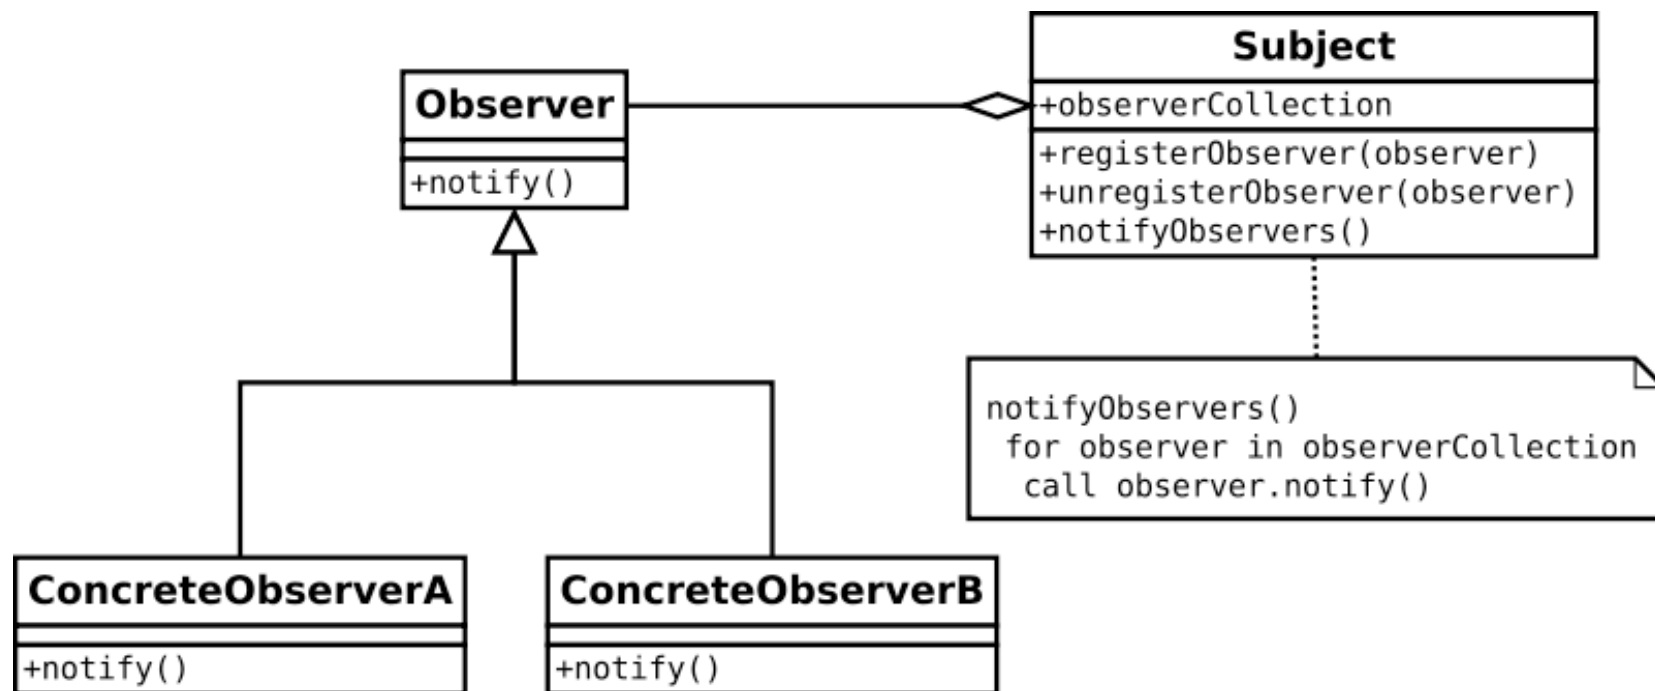 Observer
+notify()
Subject
+observerCollection
+registerObserver(observer)
+unregisterObserver(observer)
+notifyObservers()
notifyObservers()
for observer in observerCollection
call observer.notify()
ConcreteObserverA
+notify()
ConcreteObserverB
+notify()